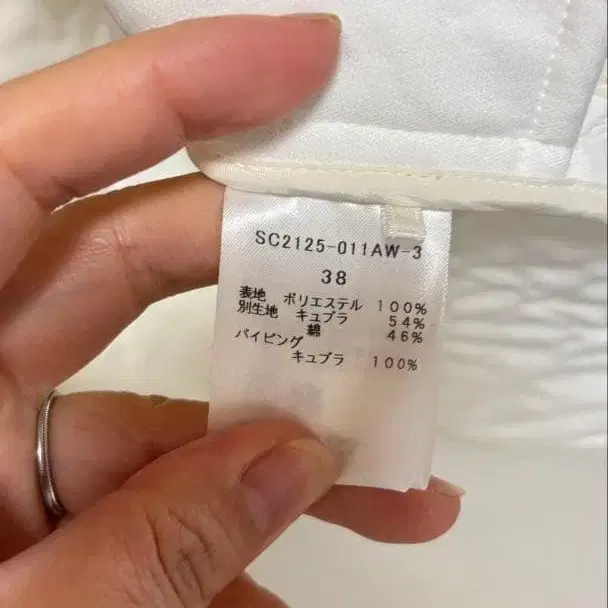 SC2125-011AW-3
38
表地 ポリエステル 100%
別生地 キュプラ 54%
綿 46%
パイピング
キュプラ 100%